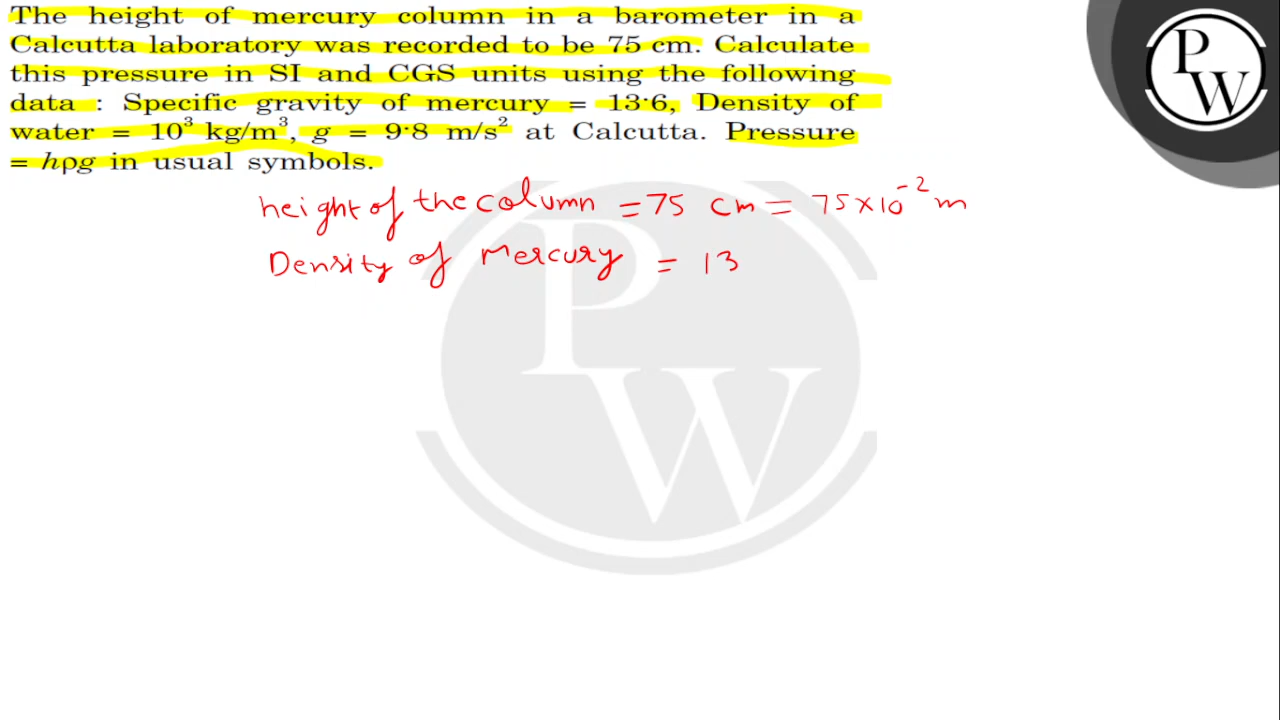 The height of mercury column in a barometer in a
Calcutta laboratory was recorded to be 75 cm. Calculate
this pressure in SI and CGS units using the following
data : Specific gravity of mercury = 13·6, Density of
water = 10³ kg/m³, g = 9·8 m/s² at Calcutta. Pressure
= hρg in usual symbols.
height of the column = 75 cm = 75×10⁻² m
Density of Mercury = 13
P
W
P
W